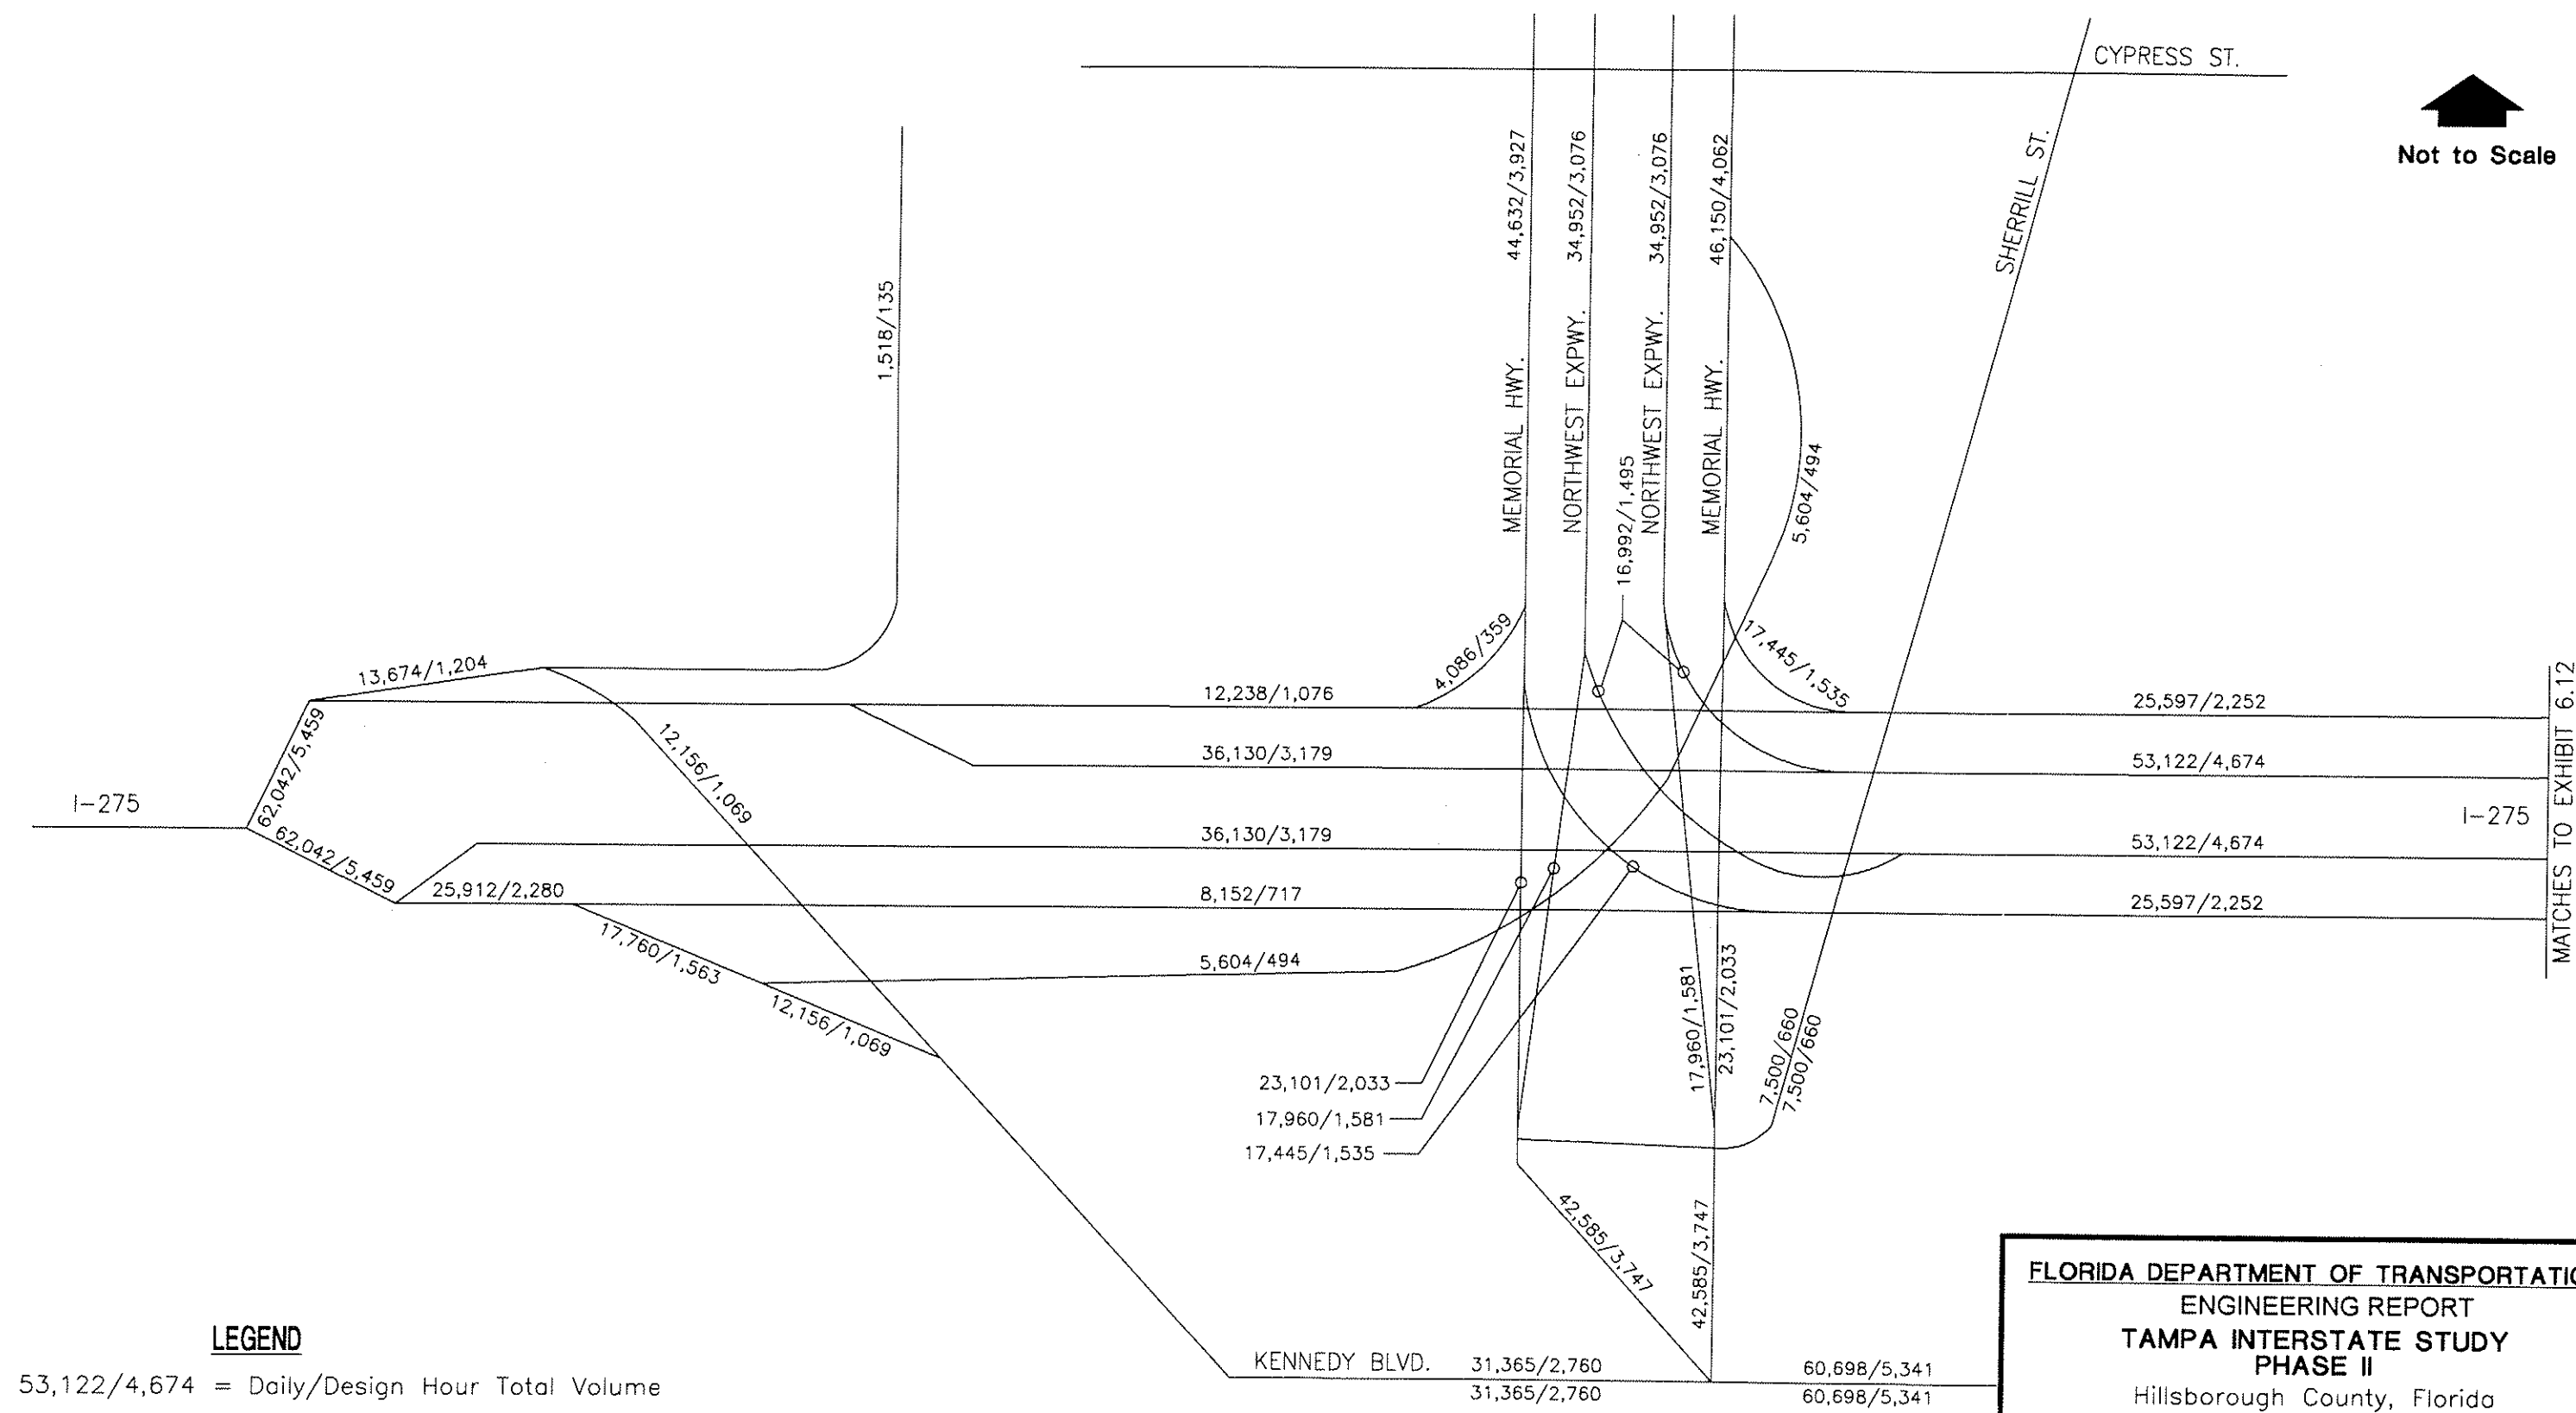 CYPRESS ST.
Not to Scale
SHERRILL ST.
44,632/3,927
34,952/3,076
34,952/3,076
46,150/4,062
1,518/135
MEMORIAL HWY.
NORTHWEST EXPWY.
NORTHWEST EXPWY.
MEMORIAL HWY.
16,992/1,495
5,604/494
4,086/359
17,445/1,535
13,674/1,204
12,238/1,076
25,597/2,252
62,042/5,459
12,156/1,069
36,130/3,179
53,122/4,674
I-275
I-275
MATCHES TO EXHIBIT 6.12
62,042/5,459
36,130/3,179
53,122/4,674
25,912/2,280
8,152/717
25,597/2,252
17,760/1,563
5,604/494
12,156/1,069
17,960/1,581
23,101/2,033
7,500/660
7,500/660
23,101/2,033
17,960/1,581
17,445/1,535
42,585/3,747
42,585/3,747
KENNEDY BLVD.
31,365/2,760
60,698/5,341
31,365/2,760
60,698/5,341
LEGEND
53,122/4,674 = Daily/Design Hour Total Volume
FLORIDA DEPARTMENT OF TRANSPORTATIO
ENGINEERING REPORT
TAMPA INTERSTATE STUDY
PHASE II
Hillsborough County, Florida